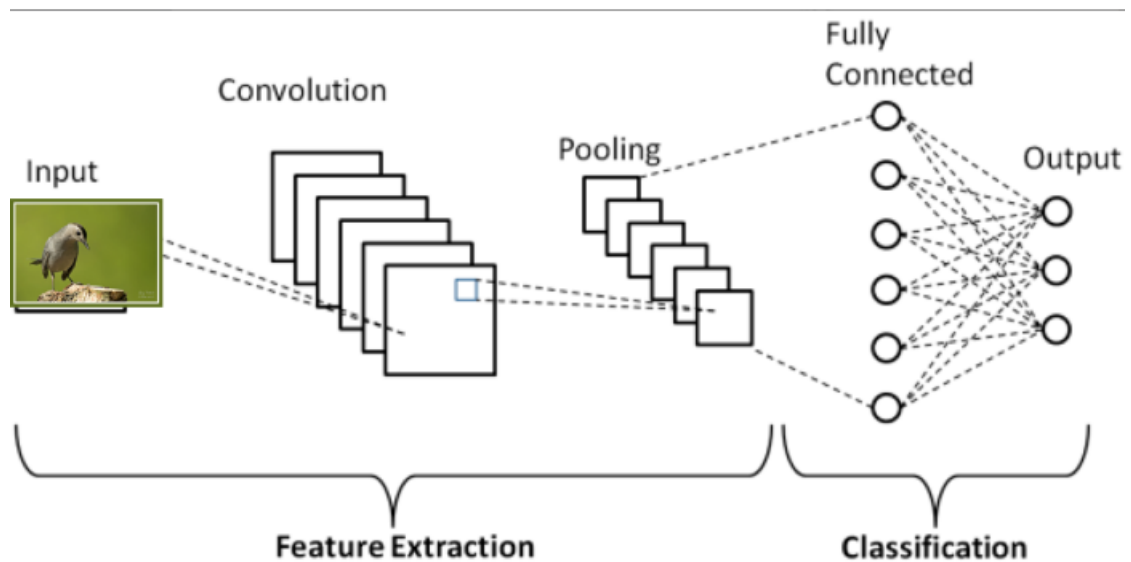 Fully
Connected
Convolution
Pooling
Output
Input
Feature Extraction
Classification